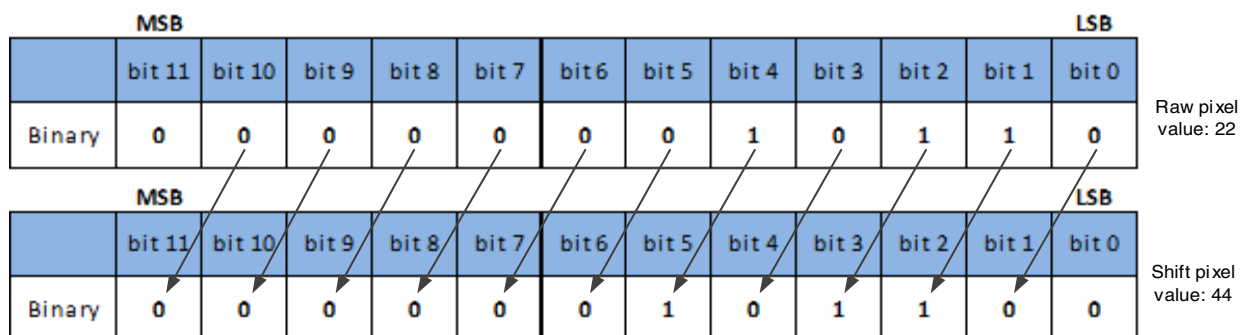 MSB LSB
bit 11 bit 10 bit 9 bit 8 bit 7 bit 6 bit 5 bit 4 bit 3 bit 2 bit 1 bit 0
Binary 0 0 0 0 0 0 0 1 0 1 1 0
Raw pixel
value: 22
MSB LSB
bit 11 bit 10 bit 9 bit 8 bit 7 bit 6 bit 5 bit 4 bit 3 bit 2 bit 1 bit 0
Binary 0 0 0 0 0 0 1 0 1 1 0 0
Shift pixel
value: 44